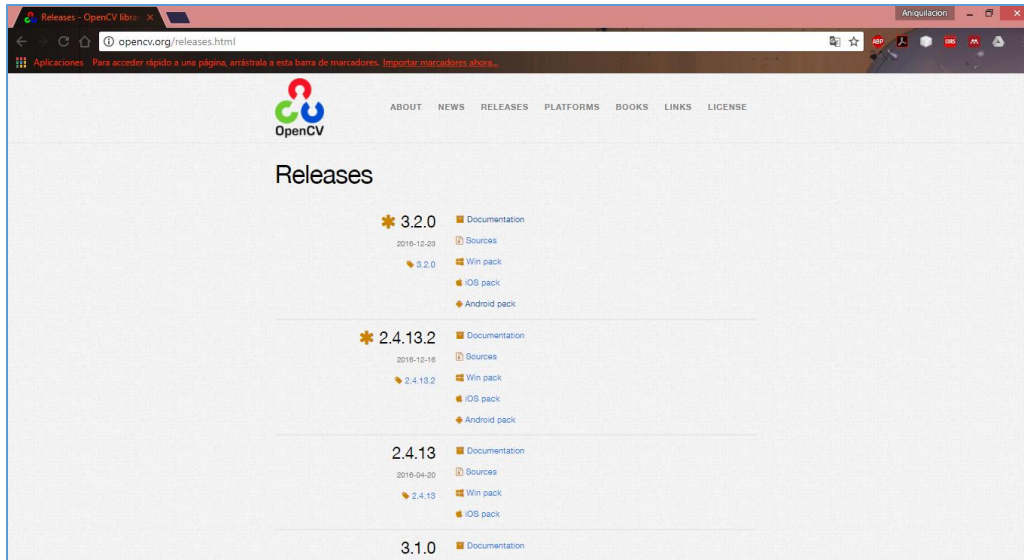 Releases - OpenCV libra
Aniquilacion
opencv.org/releases.html
ABP
CORS
Aplicaciones Para acceder rápido a una página, arrástrala a esta barra de marcadores. Importar marcadores ahora...
OpenCV
ABOUT NEWS RELEASES PLATFORMS BOOKS LINKS LICENSE
Releases
3.2.0
2016-12-23
3.2.0
Documentation
Sources
Win pack
iOS pack
Android pack
2.4.13.2
2016-12-16
2.4.13.2
Documentation
Sources
Win pack
iOS pack
Android pack
2.4.13
2016-04-20
2.4.13
Documentation
Sources
Win pack
iOS pack
3.1.0
Documentation